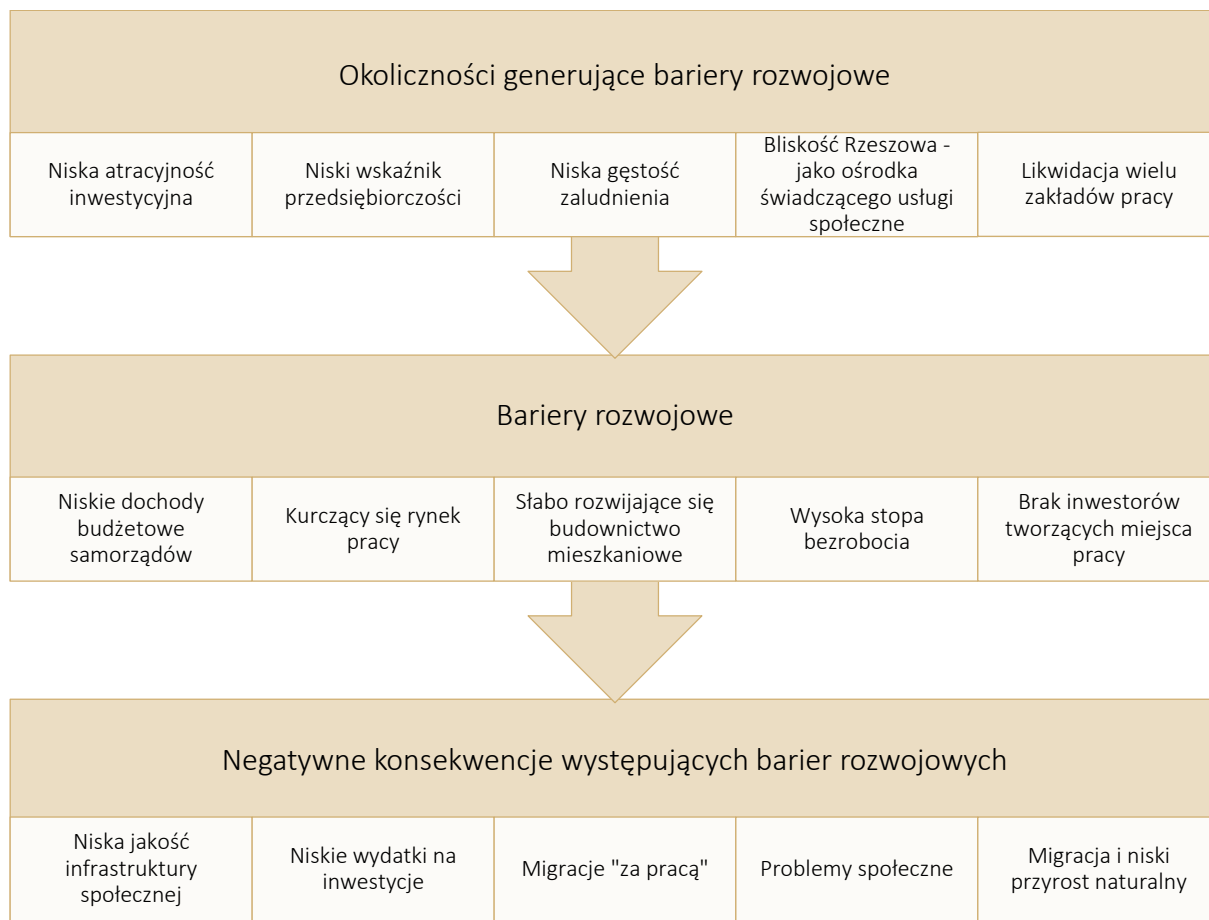 Okoliczności generujące bariery rozwojowe
Niska atracyjność
inwestycyjna
Niski wskaźnik
przedsiębiorczości
Niska gęstość
zaludnienia
Bliskość Rzeszowa -
jako ośrodka
świadczącego usługi
społeczne
Likwidacja wielu
zakładów pracy
Bariery rozwojowe
Niskie dochody
budżetowe
samorządów
Kurczący się rynek
pracy
Słabo rozwijające się
budownictwo
mieszkaniowe
Wysoka stopa
bezrobocia
Brak inwestorów
tworzących miejsca
pracy
Negatywne konsekwencje występujących barier rozwojowych
Niska jakość
infrastruktury
społecznej
Niskie wydatki na
inwestycje
Migracje "za pracą"
Problemy społeczne
Migracja i niski
przyrost naturalny